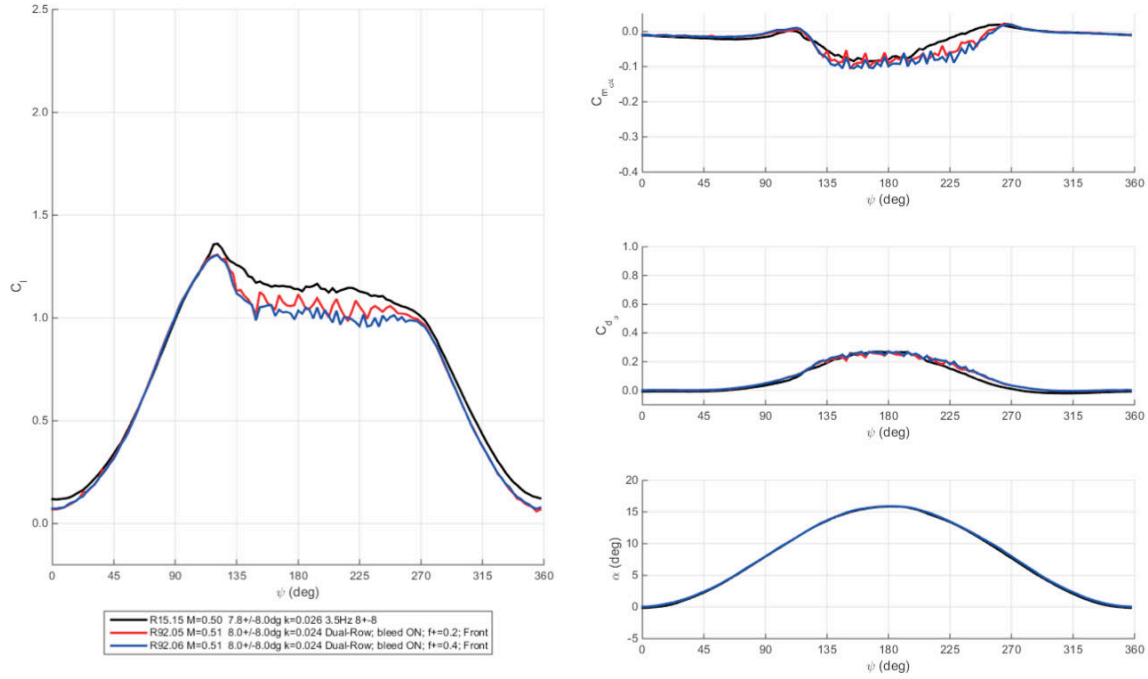 2.5
2.0
1.5
1.0
0.5
0.0
C_l
0 45 90 135 180 225 270 315 360
ψ (deg)
R15.15 M=0.50 7.8+/-8.0dg k=0.026 3.5Hz 8+-8
R92.05 M=0.51 8.0+/-8.0dg k=0.024 Dual-Row; bleed ON; f+=0.2; Front
R92.06 M=0.51 8.0+/-8.0dg k=0.024 Dual-Row; bleed ON; f+=0.4; Front
0.0
-0.1
-0.2
-0.3
-0.4
C_m c/4
0 45 90 135 180 225 270 315 360
ψ (deg)
1.0
0.8
0.6
0.4
0.2
0.0
C_d
0 45 90 135 180 225 270 315 360
ψ (deg)
20
15
10
5
0
-5
α (deg)
0 45 90 135 180 225 270 315 360
ψ (deg)